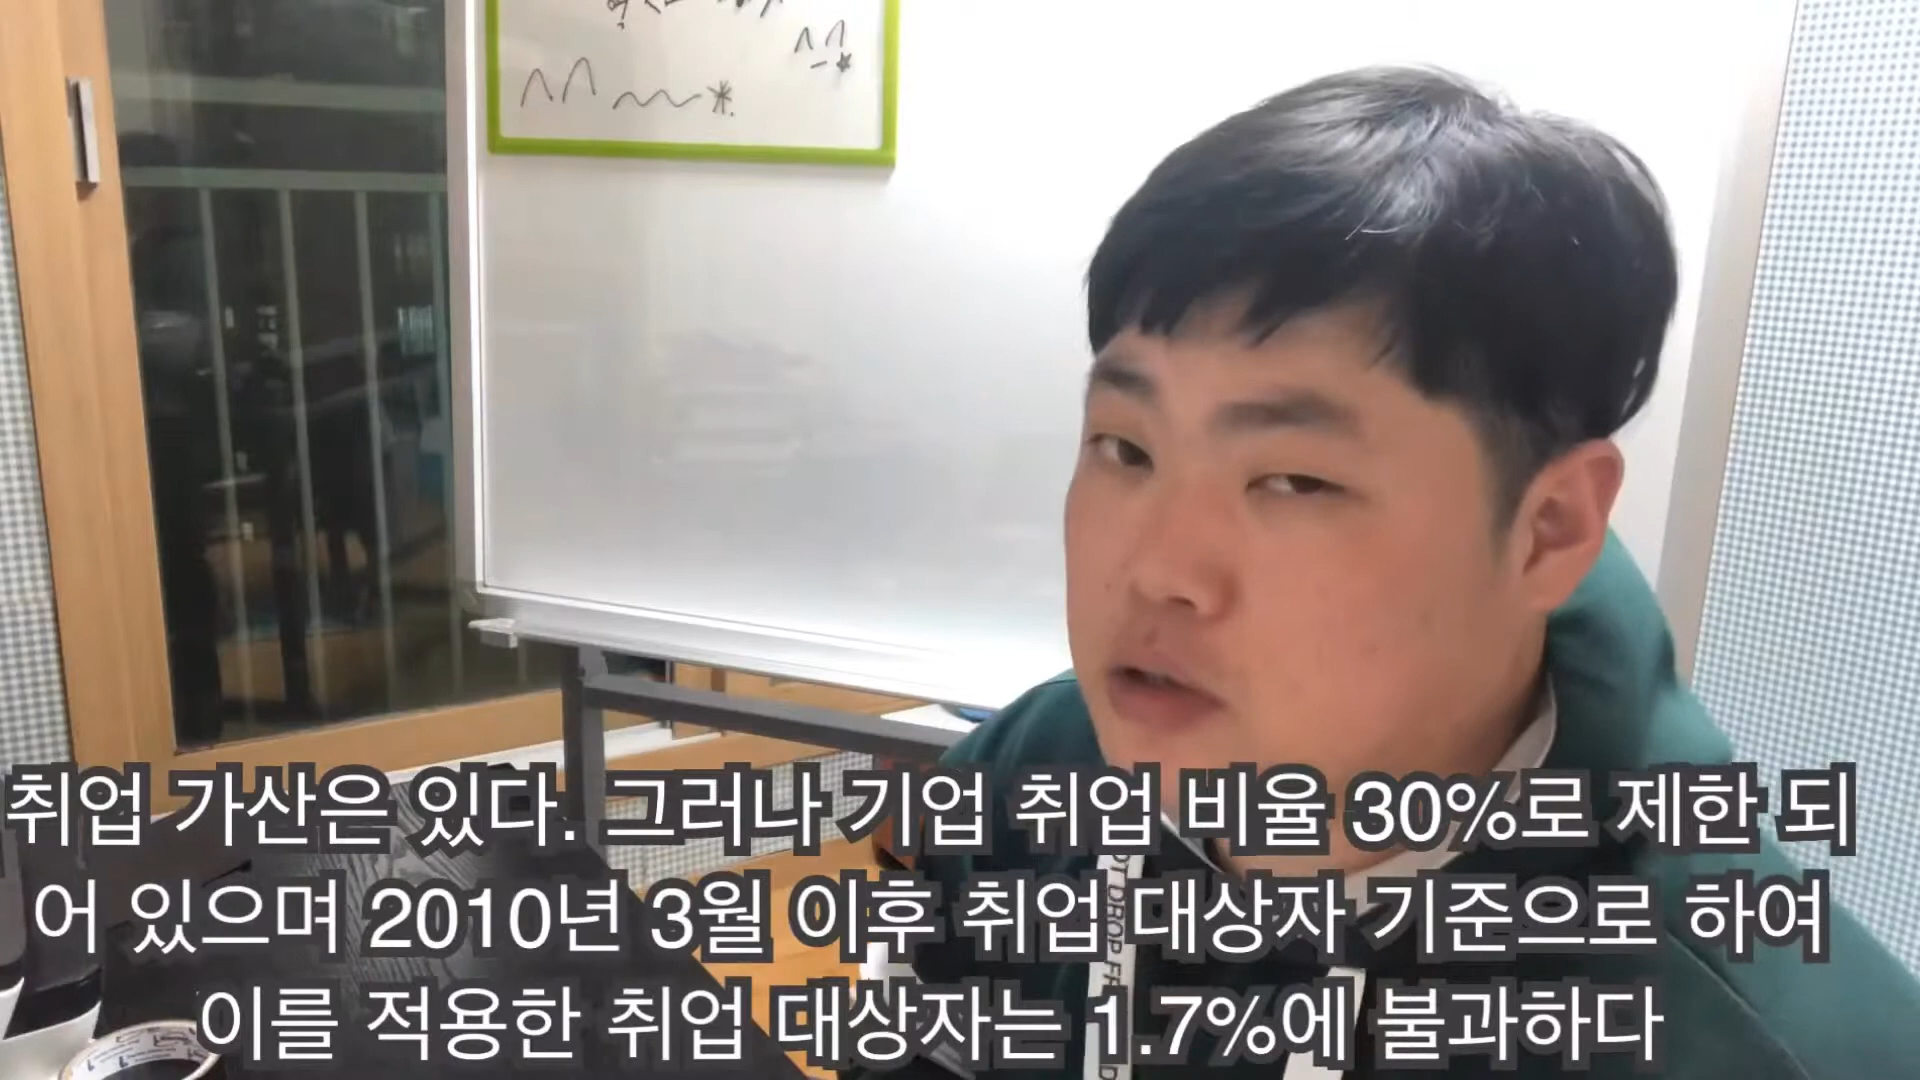 취업 가산은 있다. 그러나 기업 취업 비율 30%로 제한 되
어 있으며 2010년 3월 이후 취업 대상자 기준으로 하여
이를 적용한 취업 대상자는 1.7%에 불과하다